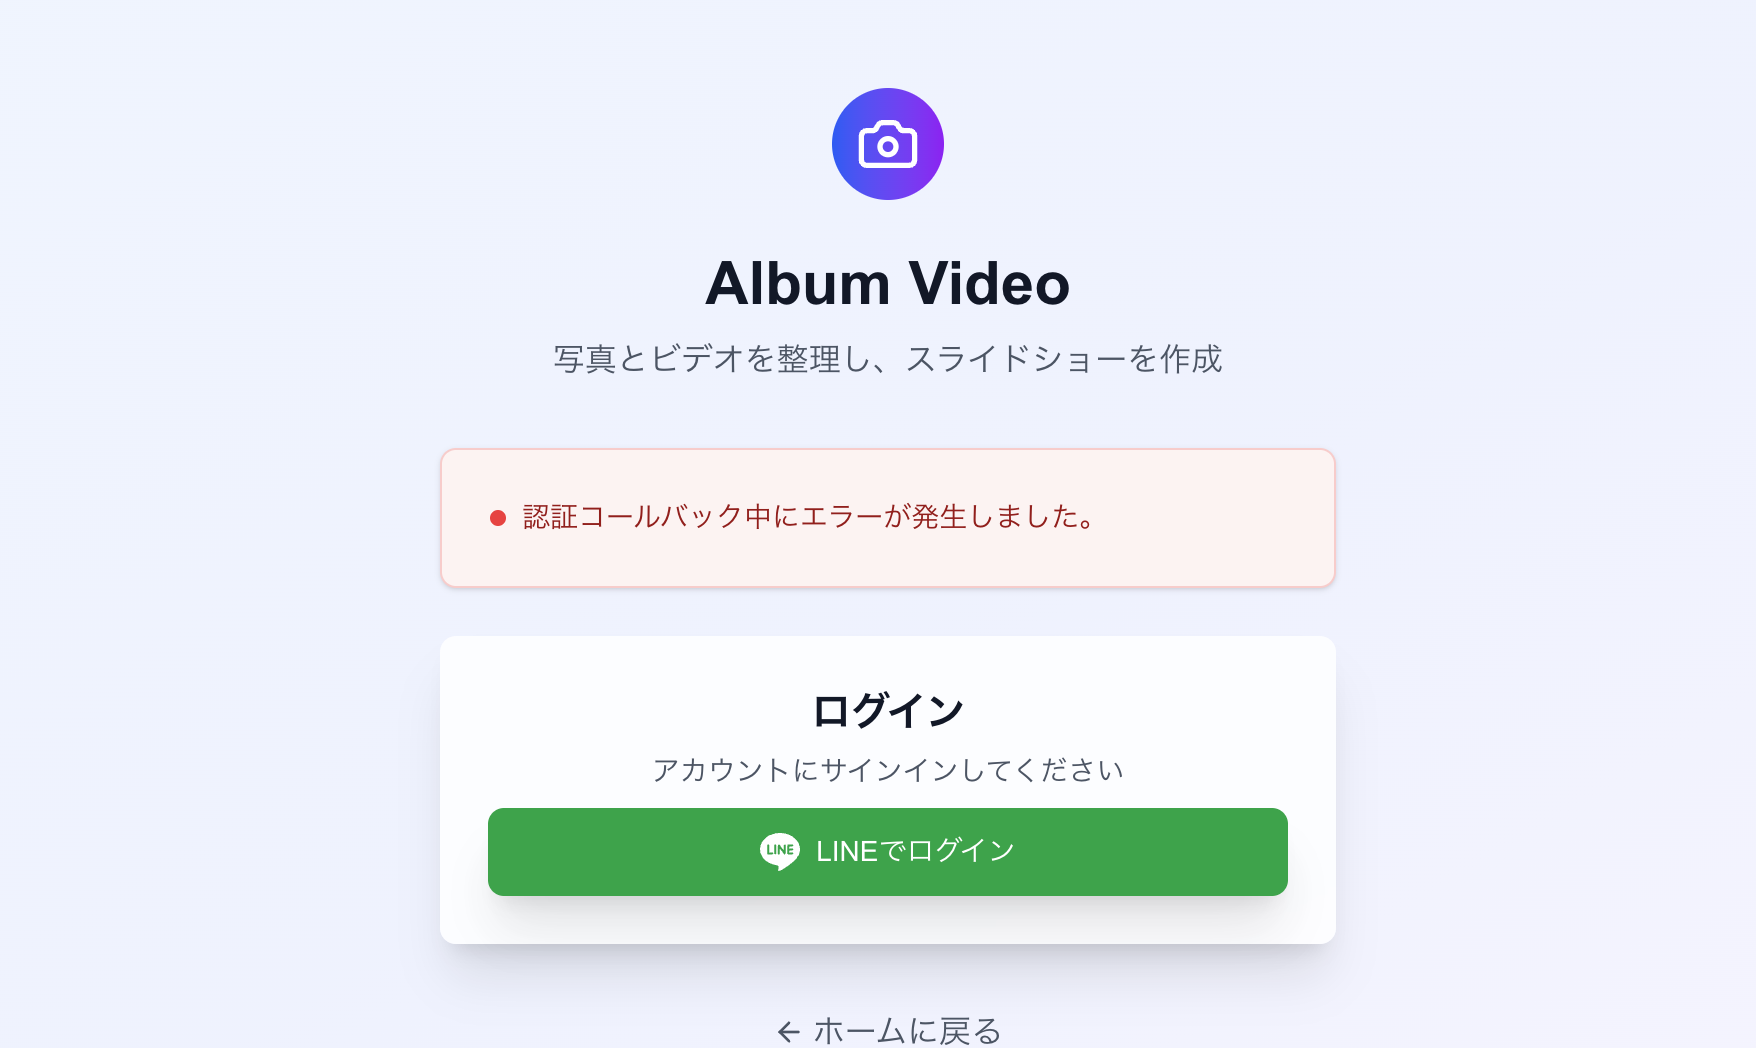 Album Video
写真とビデオを整理し、スライドショーを作成
認証コールバック中にエラーが発生しました。
ログイン
アカウントにサインインしてください
LINE LINEでログイン
← ホームに戻る